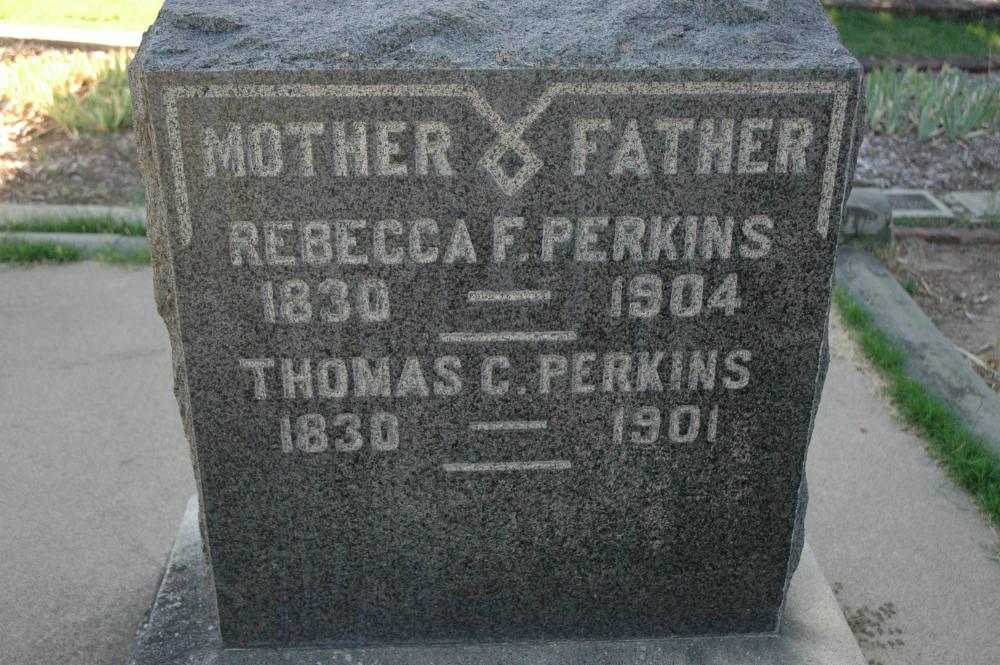 MOTHER FATHER
REBECCA F. PERKINS
1830 — 1904
THOMAS C. PERKINS
1830 — 1901